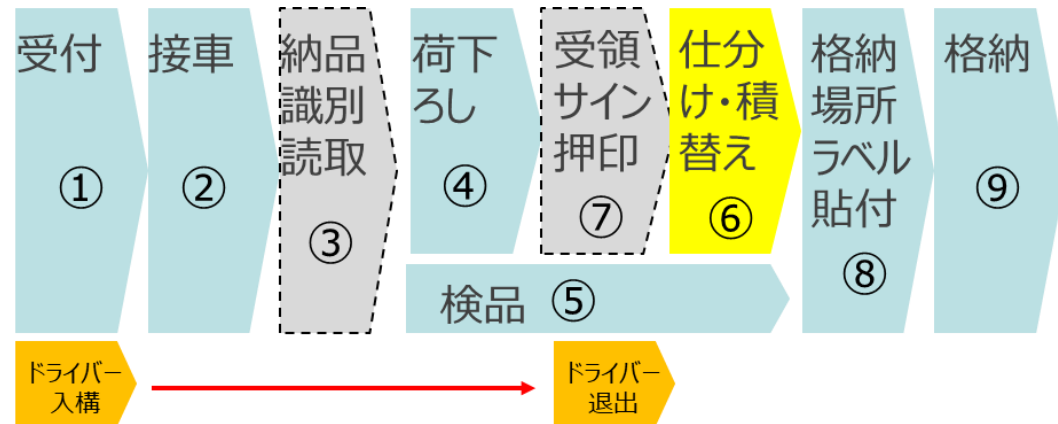 受付
①
接車
②
納品
識別
読取
③
荷下
ろし
④
受領
サイン
押印
⑦
仕分
け・積
替え
⑥
検品 ⑤
格納
場所
ラベル
貼付
⑧
格納
⑨
ドライバー
入構
ドライバー
退出